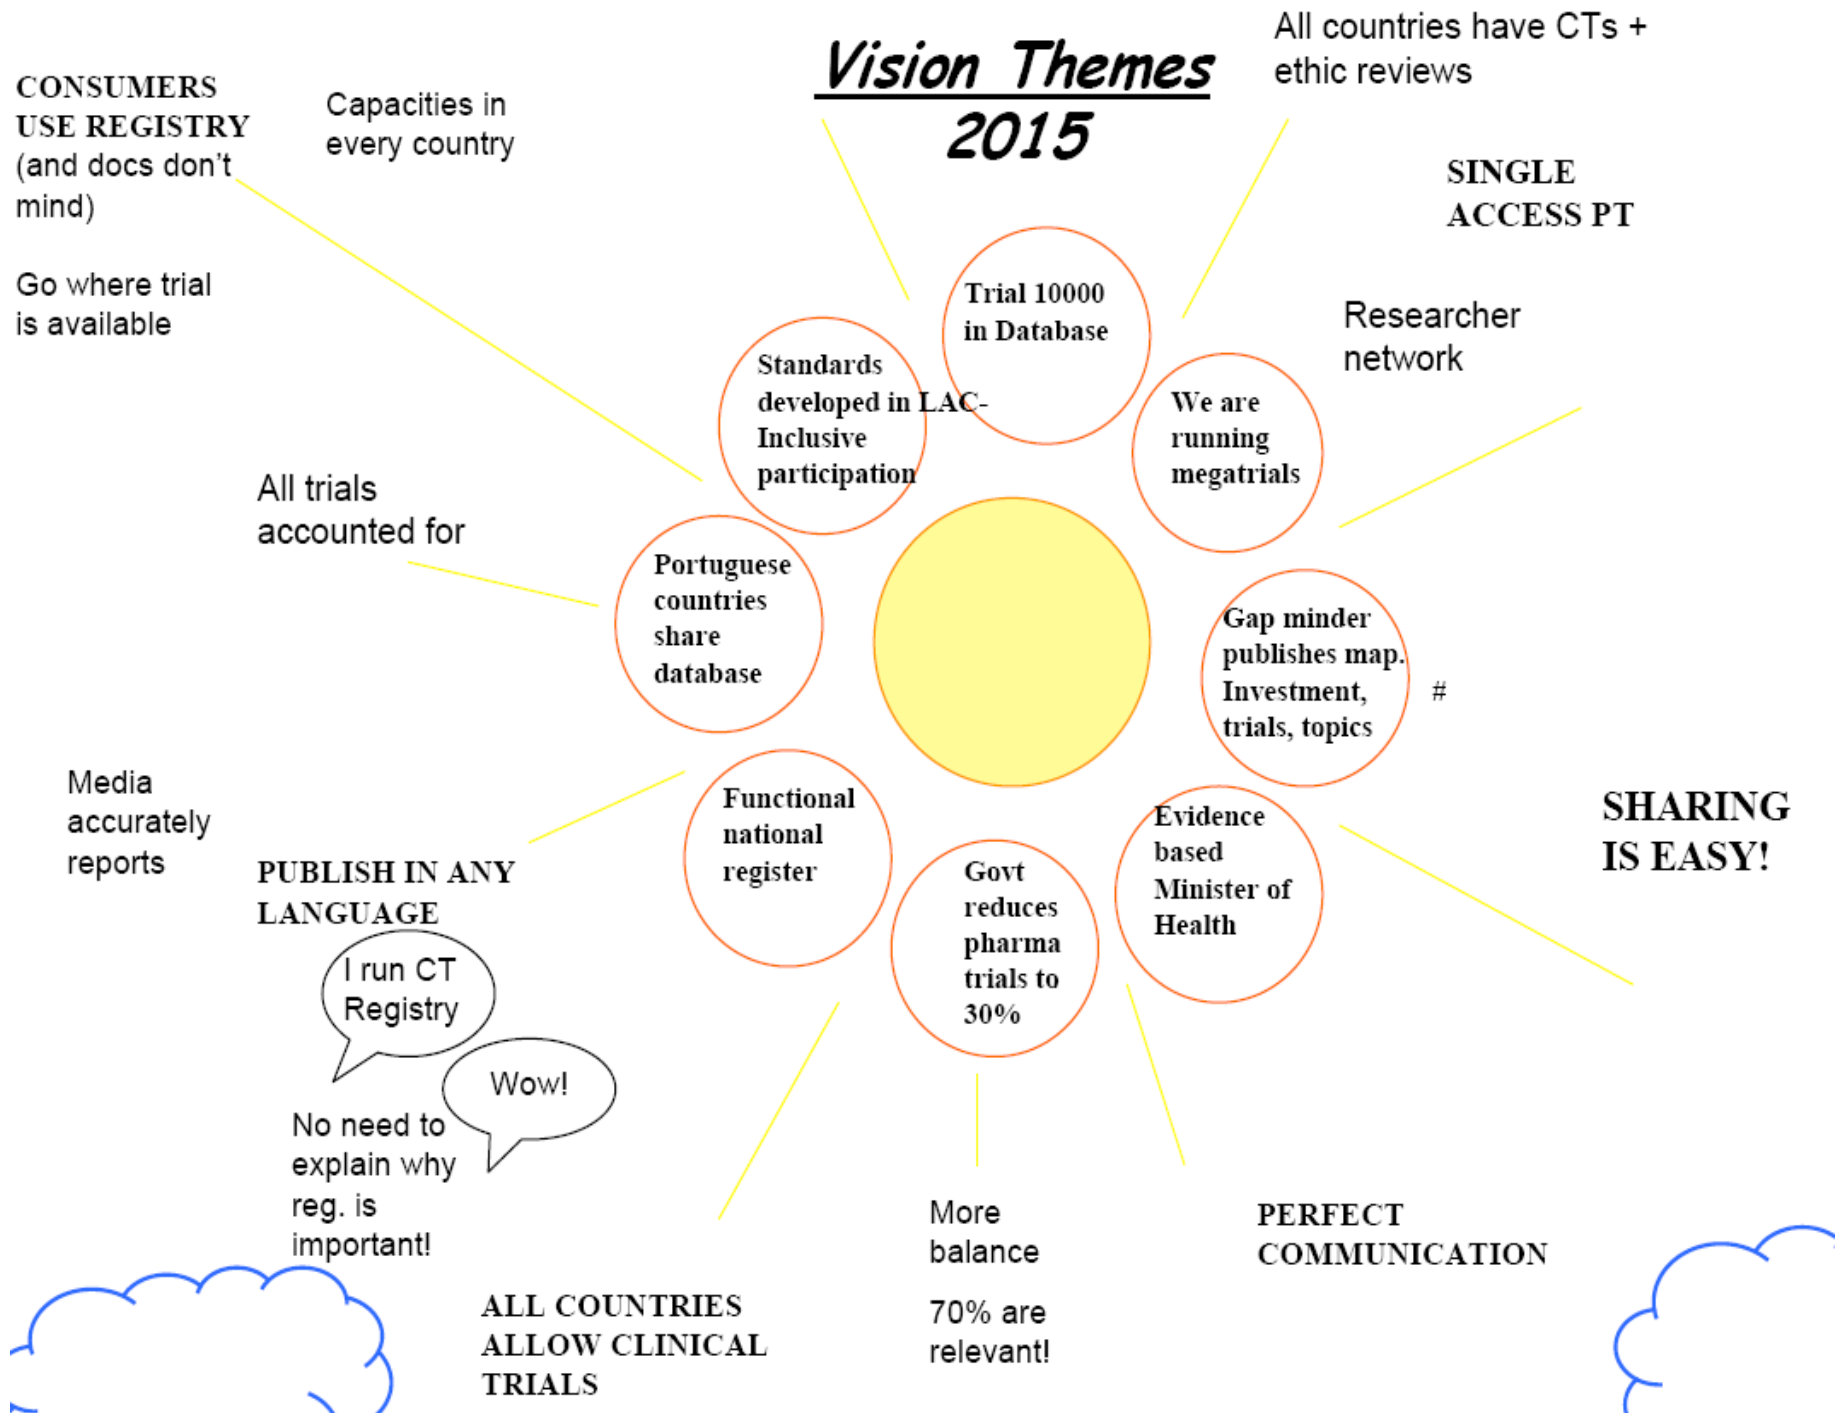 Vision Themes
2015
All countries have CTs +
ethic reviews
CONSUMERS
USE REGISTRY
(and docs don't
mind)
Capacities in
every country
SINGLE
ACCESS PT
Go where trial
is available
Researcher
network
Trial 10000
in Database
Standards
developed in LAC-
Inclusive
participation
We are
running
megatrials
All trials
accounted for
Portuguese
countries
share
database
Gap minder
publishes map.
Investment,
trials, topics
#
Media
accurately
reports
Functional
national
register
Evidence
based
Minister of
Health
SHARING
IS EASY!
Govt
reduces
pharma
trials to
30%
PUBLISH IN ANY
LANGUAGE
I run CT
Registry
Wow!
No need to
explain why
reg. is
important!
More
balance
70% are
relevant!
PERFECT
COMMUNICATION
ALL COUNTRIES
ALLOW CLINICAL
TRIALS